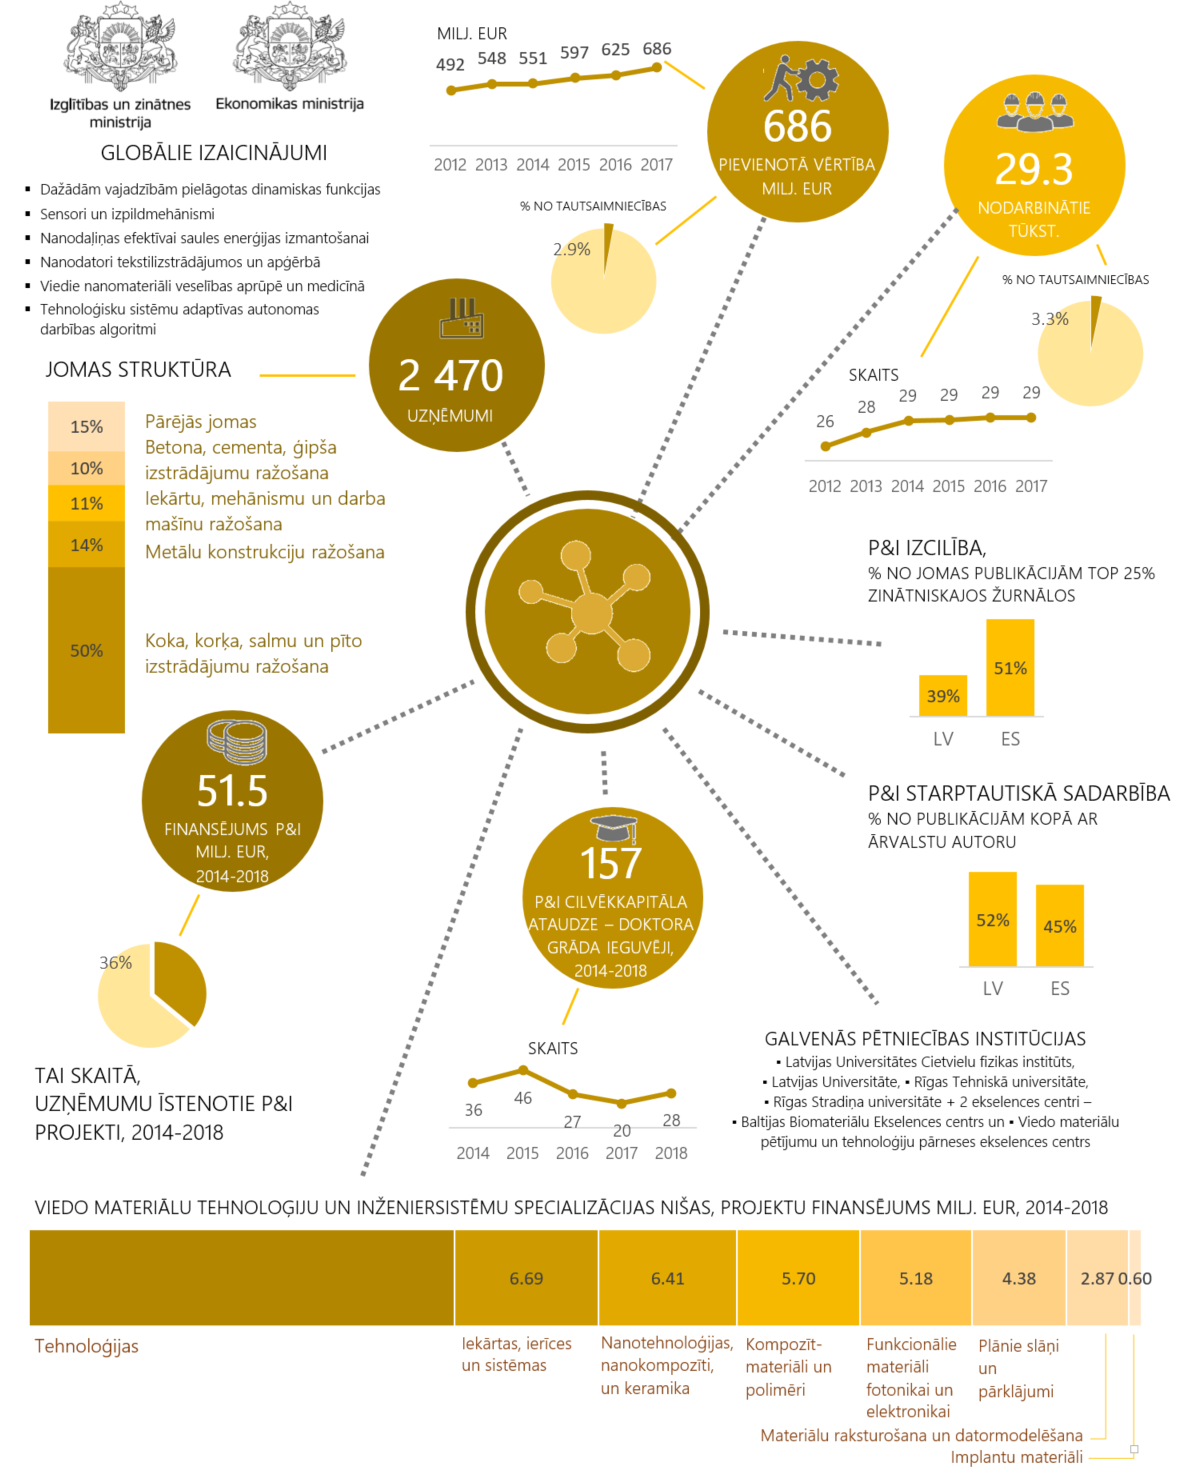 Izglītības un zinātnes
ministrija
Ekonomikas ministrija
GLOBĀLIE IZAICINĀJUMI
▪ Dažādām vajadzībām pielāgotas dinamiskas funkcijas
▪ Sensori un izpildmehānismi
▪ Nanodaļiņas efektīvai saules enerģijas izmantošanai
▪ Nanodatori tekstilizstrādājumos un apģērbā
▪ Viedie nanomateriāli veselības aprūpē un medicīnā
▪ Tehnoloģisku sistēmu adaptīvas autonomas
darbības algoritmi
MILJ. EUR
492 548 551 597 625 686
2012 2013 2014 2015 2016 2017
686
PIEVIENOTĀ VĒRTĪBA
MILJ. EUR
% NO TAUTSAIMNIECĪBAS
2.9%
29.3
NODARBINĀTIE
TŪKST.
% NO TAUTSAIMNIECĪBAS
3.3%
SKAITS
26 28 29 29 29 29
2012 2013 2014 2015 2016 2017
2 470
UZŅĒMUMI
JOMAS STRUKTŪRA
15%
10%
11%
14%
50%
Pārējās jomas
Betona, cementa, ģipša
izstrādājumu ražošana
Iekārtu, mehānismu un darba
mašīnu ražošana
Metālu konstrukciju ražošana
Koka, korķa, salmu un pīto
izstrādājumu ražošana
P&I IZCILĪBA,
% NO JOMAS PUBLIKĀCIJĀM TOP 25%
ZINĀTNISKAJOS ŽURNĀLOS
39%
51%
LV ES
P&I STARPTAUTISKĀ SADARBĪBA
% NO PUBLIKĀCIJĀM KOPĀ AR
ĀRVALSTU AUTORU
52% 45%
LV ES
51.5
FINANSĒJUMS P&I
MILJ. EUR,
2014-2018
36%
TAI SKAITĀ,
UZŅĒMUMU ĪSTENOTIE P&I
PROJEKTI, 2014-2018
157
P&I CILVĒKKAPITĀLA
ATAUDZE – DOKTORA
GRĀDA IEGUVĒJI,
2014-2018
SKAITS
36 46 27 20 28
2014 2015 2016 2017 2018
GALVENĀS PĒTNIECĪBAS INSTITŪCIJAS
▪ Latvijas Universitātes Cietvielu fizikas institūts,
▪ Latvijas Universitāte, ▪ Rīgas Tehniskā universitāte,
▪ Rīgas Stradiņa universitāte + 2 ekselences centri –
▪ Baltijas Biomateriālu Ekselences centrs un ▪ Viedo materiālu
pētījumu un tehnoloģiju pārneses ekselences centrs
VIEDO MATERIĀLU TEHNOLOĢIJU UN INŽENIERSISTĒMU SPECIALIZĀCIJAS NIŠAS, PROJEKTU FINANSĒJUMS MILJ. EUR, 2014-2018
6.69 6.41 5.70 5.18 4.38 2.87 0.60
Tehnoloģijas
Iekārtas, ierīces
un sistēmas
Nanotehnoloģijas,
nanokompozīti,
un keramika
Kompozīt-
materiāli un
polimēri
Funkcionālie
materiāli
fotonikai un
elektronikai
Plānie slāņi
un
pārklājumi
Materiālu raksturošana un datormodelēšana
Implantu materiāli